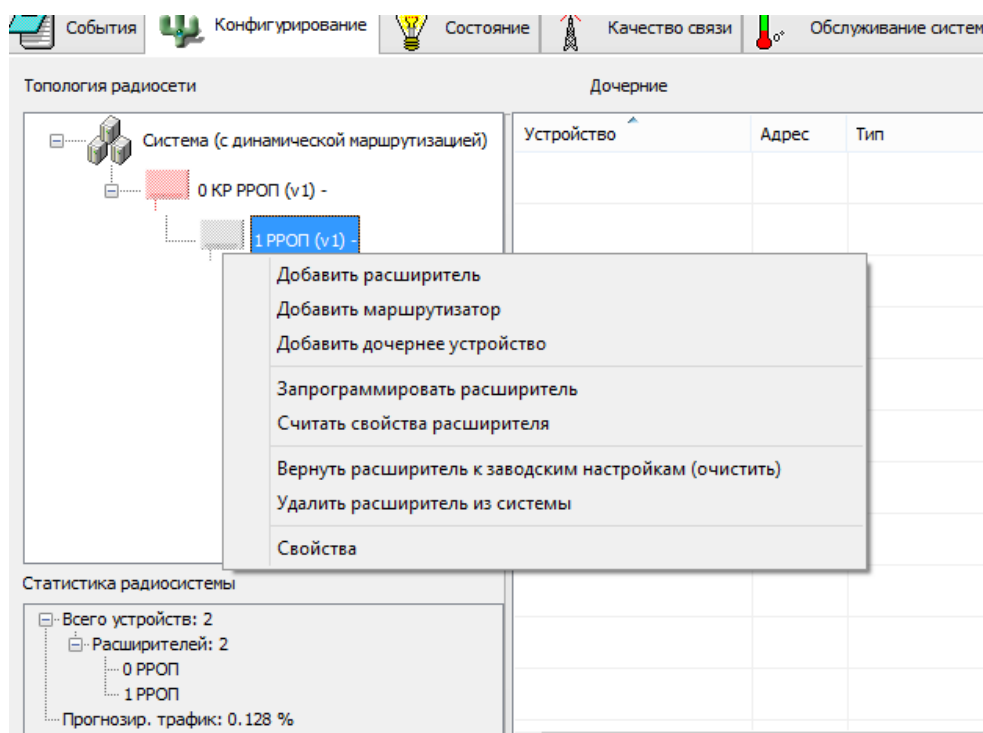 События Конфигурирование Состояние Качество связи Обслуживание систем
Топология радиосети Дочерние
Система (с динамической маршрутизацией) Устройство Адрес Тип
0 КР РРОП (v1) -
1 РРОП (v1) -
Добавить расширитель
Добавить маршрутизатор
Добавить дочернее устройство
Запрограммировать расширитель
Считать свойства расширителя
Вернуть расширитель к заводским настройкам (очистить)
Удалить расширитель из системы
Свойства
Статистика радиосистемы
Всего устройств: 2
Расширителей: 2
0 РРОП
1 РРОП
Прогнозир. трафик: 0.128 %